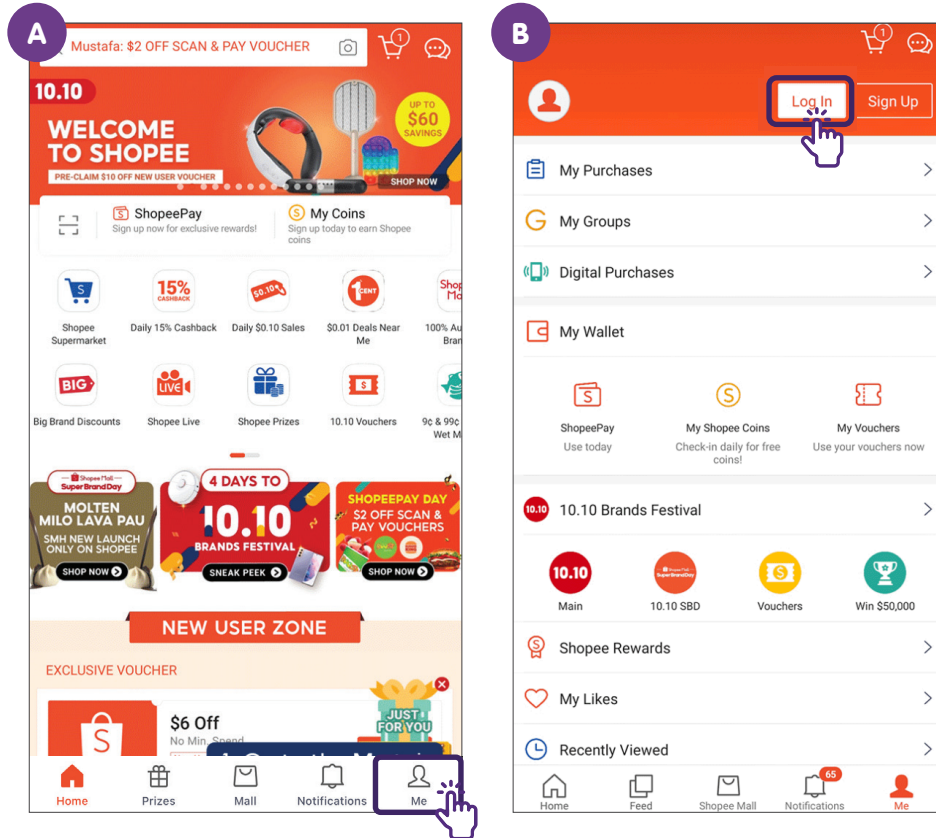 A
Mustafa: $2 OFF SCAN & PAY VOUCHER
1
10.10
WELCOME
TO SHOPEE
PRE-CLAIM $10 OFF NEW USER VOUCHER
UP TO
$60
SAVINGS
SHOP NOW
ShopeePay
Sign up now for exclusive rewards!
My Coins
Sign up today to earn Shopee
coins
15%
CASHBACK
$0.10
1 CENT
Shop
Shopee
Supermarket
Daily 15% Cashback
Daily $0.10 Sales
$0.01 Deals Near
Me
100% Au
Bran
BIG
LIVE
Big Brand Discounts
Shopee Live
Shopee Prizes
10.10 Vouchers
9¢ & 99¢
Wet M
Shopee Mall
Super Brand Day
MOLTEN
MILO LAVA PAU
SMH NEW LAUNCH
ONLY ON SHOPEE
SHOP NOW
4 DAYS TO
10.10
BRANDS FESTIVAL
SNEAK PEEK
SHOPEEPAY DAY
$2 OFF SCAN &
PAY VOUCHERS
SHOP NOW
NEW USER ZONE
EXCLUSIVE VOUCHER
$6 Off
No Min. Spend
JUST
FOR YOU
Home
Prizes
Mall
Notifications
Me
B
1
Log In
Sign Up
My Purchases
My Groups
Digital Purchases
My Wallet
ShopeePay
Use today
My Shopee Coins
Check-in daily for free
coins!
My Vouchers
Use your vouchers now
10.10
10.10 Brands Festival
10.10
Main
Shopee Mall
Super Brand Day
10.10 SBD
Vouchers
Win $50,000
Shopee Rewards
My Likes
Recently Viewed
Home
Feed
Shopee Mall
65
Notifications
Me